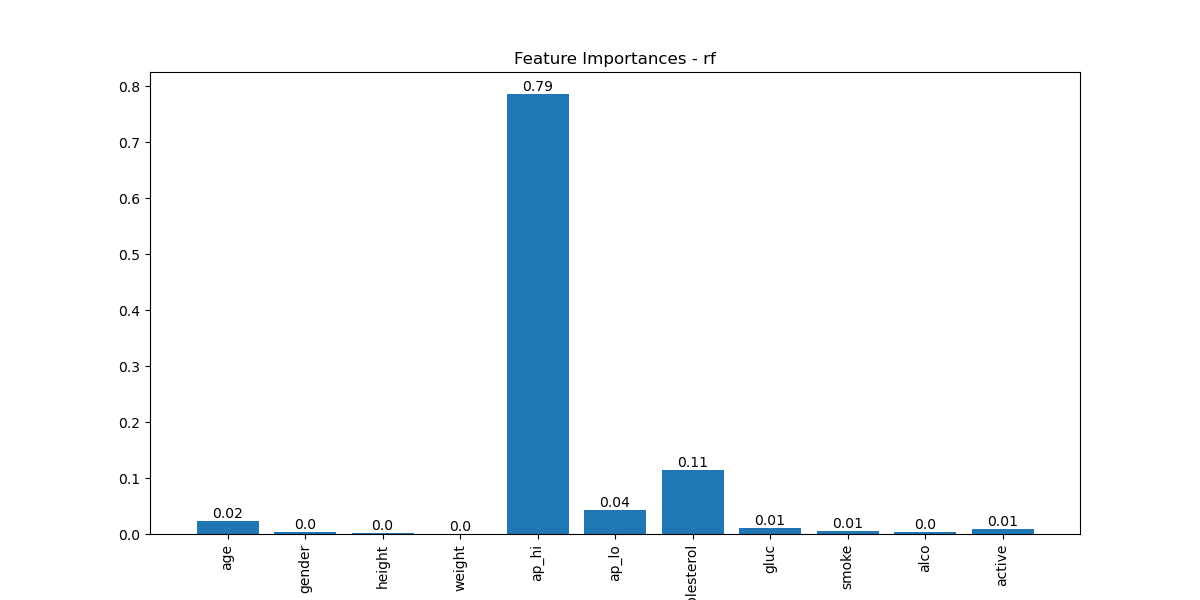 Feature Importances - rf
0.8
0.7
0.6
0.5
0.4
0.3
0.2
0.1
0.0
0.02
0.0
0.0
0.0
0.79
0.04
0.11
0.01
0.01
0.0
0.01
age
gender
height
weight
ap_hi
ap_lo
olesterol
gluc
smoke
alco
active